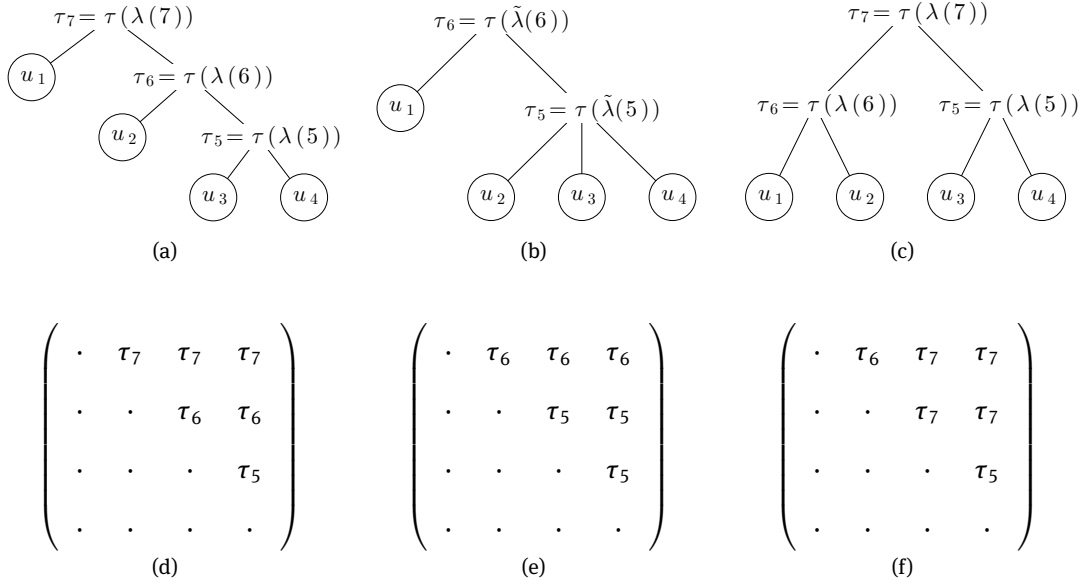 τ₇ = τ(λ(7))
u₁
τ₆ = τ(λ(6))
u₂
τ₅ = τ(λ(5))
u₃ u₄
(a)
τ₆ = τ(λ̃(6))
u₁
τ₅ = τ(λ̃(5))
u₂ u₃ u₄
(b)
τ₇ = τ(λ(7))
τ₆ = τ(λ(6)) τ₅ = τ(λ(5))
u₁ u₂ u₃ u₄
(c)
· τ₇ τ₇ τ₇
· · τ₆ τ₆
· · · τ₅
· · · ·
(d)
· τ₆ τ₆ τ₆
· · τ₅ τ₅
· · · τ₅
· · · ·
(e)
· τ₆ τ₇ τ₇
· · τ₇ τ₇
· · · τ₅
· · · ·
(f)